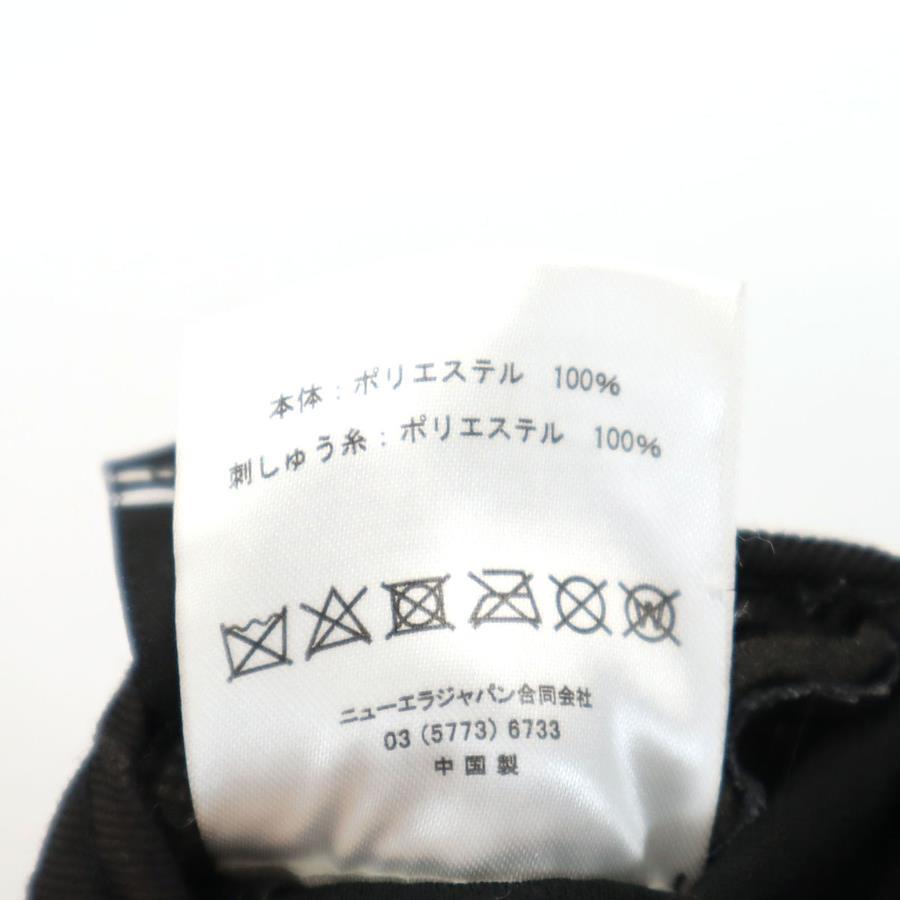 本体：ポリエステル 100%
刺しゅう糸：ポリエステル 100%
W
ニューエラジャパン合同会社
03 (5773) 6733
中国製